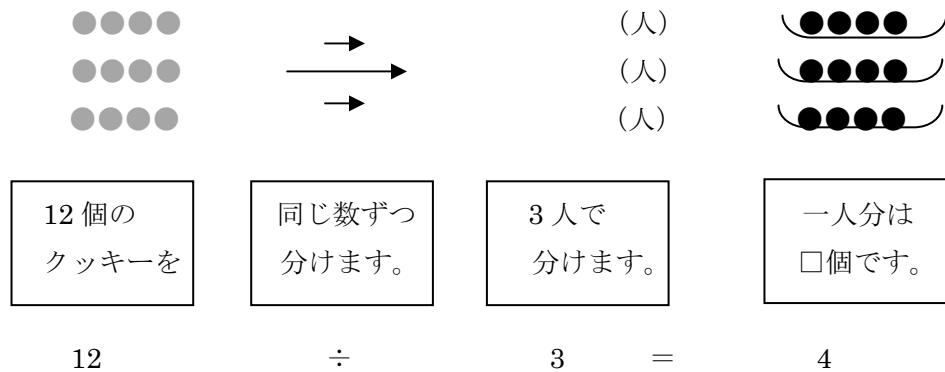 (人)
(人)
(人)
12 個の
クッキーを
同じ数ずつ
分けます。
3 人で
分けます。
一人分は
□個です。
12 ÷ 3 = 4